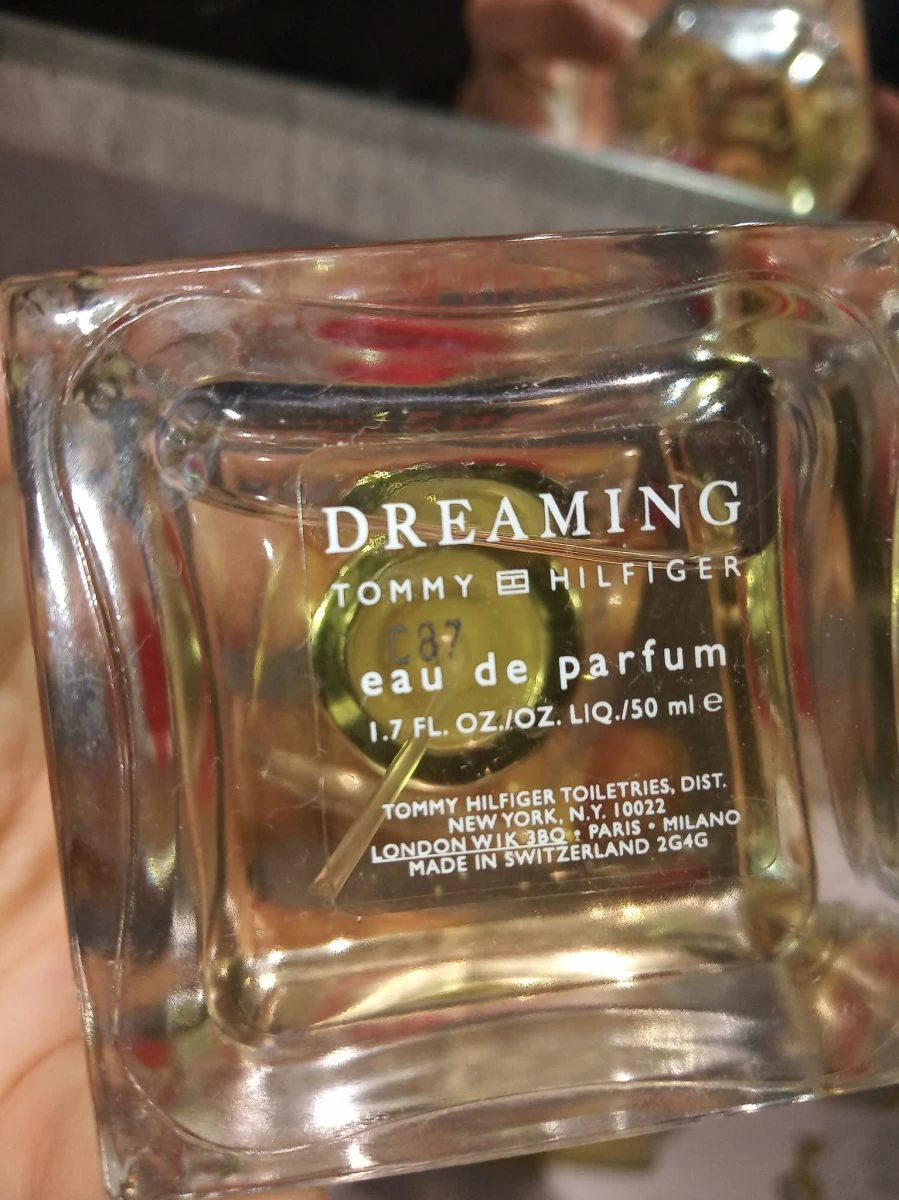 DREAMING
TOMMY HILFIGER
C87
eau de parfum
1.7 FL. OZ./OZ. LIQ./50 ml e
TOMMY HILFIGER TOILETRIES, DIST.
NEW YORK, N.Y. 10022
LONDON W1K 3BQ • PARIS • MILANO
MADE IN SWITZERLAND 2G4G